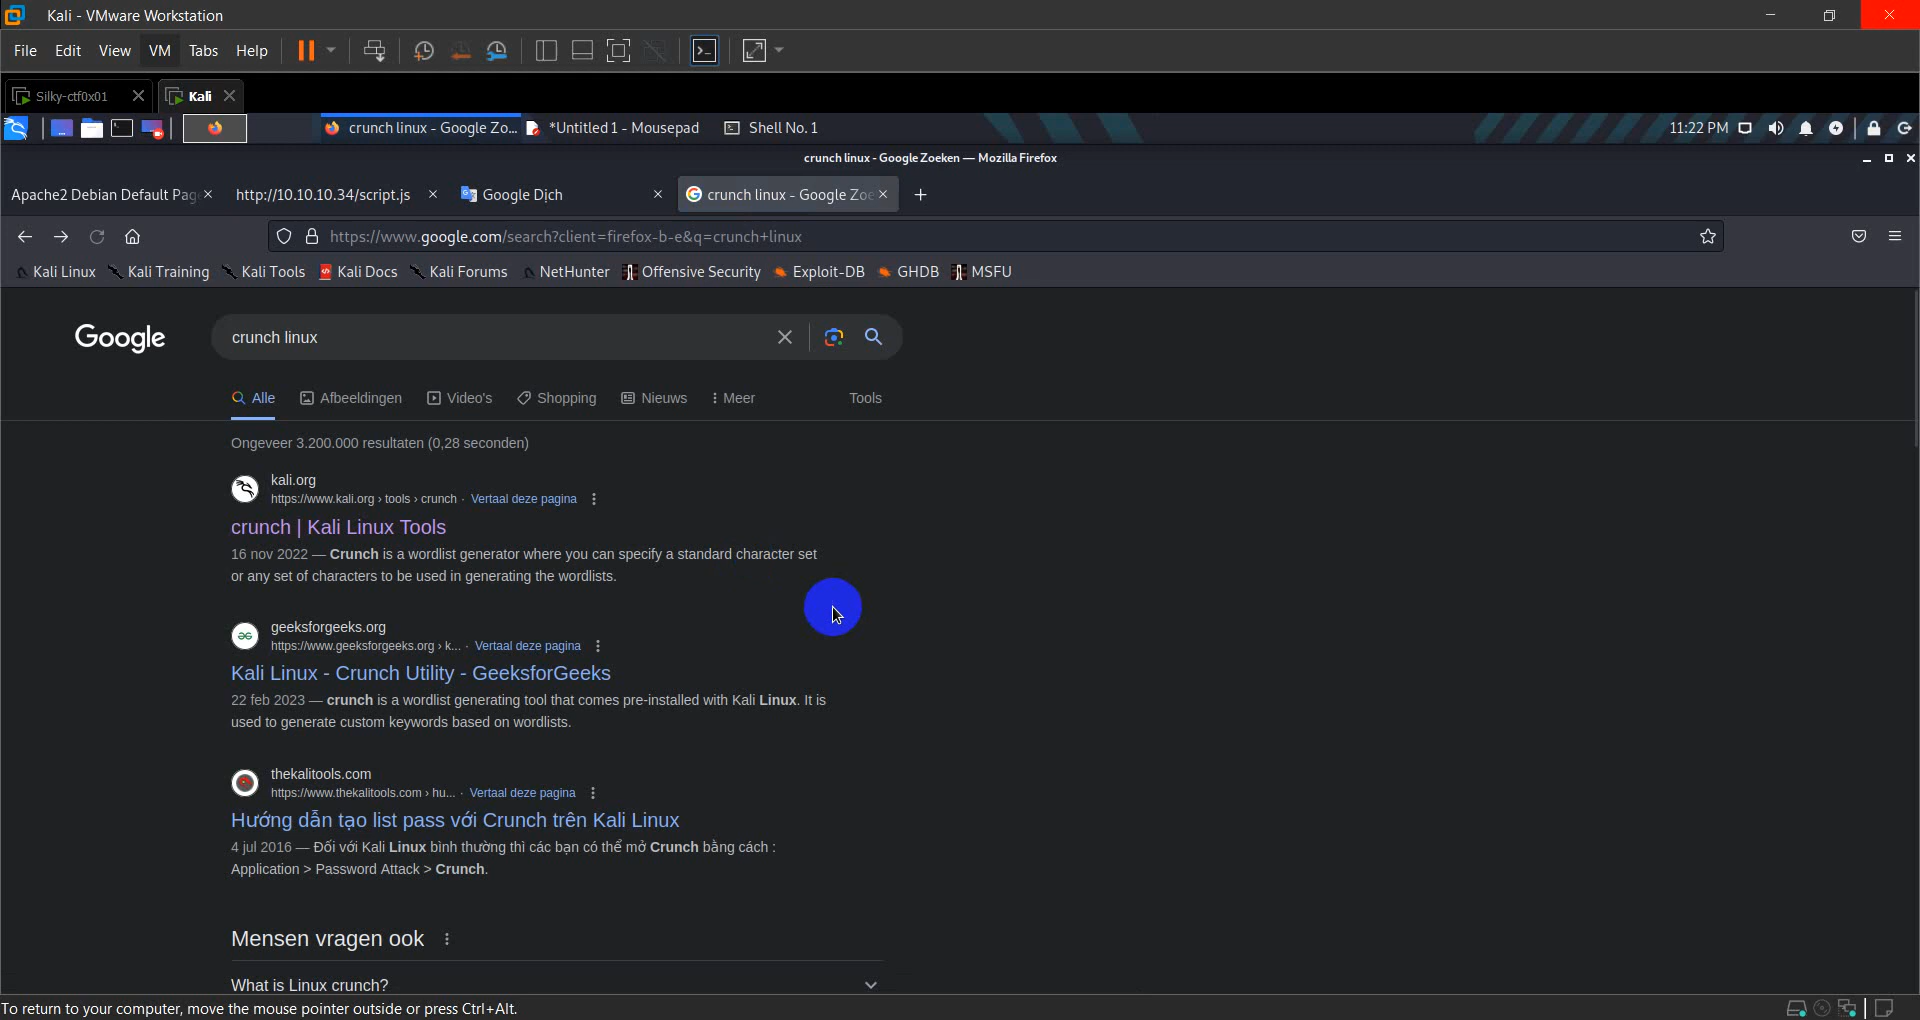 Kali - VMware Workstation
File Edit View VM Tabs Help
Silky-ctf0x01 Kali
crunch linux - Google Zo... *Untitled 1 - Mousepad Shell No. 1 11:22 PM
crunch linux - Google Zoeken — Mozilla Firefox
Apache2 Debian Default Pag http://10.10.10.34/script.js Google Dịch crunch linux - Google Zoe
https://www.google.com/search?client=firefox-b-e&q=crunch+linux
Kali Linux Kali Training Kali Tools Kali Docs Kali Forums NetHunter Offensive Security Exploit-DB GHDB MSFU
Google crunch linux
Alle Afbeeldingen Video's Shopping Nieuws Meer Tools
Ongeveer 3.200.000 resultaten (0,28 seconden)
kali.org
https://www.kali.org › tools › crunch · Vertaal deze pagina
crunch | Kali Linux Tools
16 nov 2022 — Crunch is a wordlist generator where you can specify a standard character set
or any set of characters to be used in generating the wordlists.
geeksforgeeks.org
https://www.geeksforgeeks.org › k... · Vertaal deze pagina
Kali Linux - Crunch Utility - GeeksforGeeks
22 feb 2023 — crunch is a wordlist generating tool that comes pre-installed with Kali Linux. It is
used to generate custom keywords based on wordlists.
thekalitools.com
https://www.thekalitools.com › hu... · Vertaal deze pagina
Hướng dẫn tạo list pass với Crunch trên Kali Linux
4 jul 2016 — Đối với Kali Linux bình thường thì các bạn có thể mở Crunch bằng cách :
Application > Password Attack > Crunch.
Mensen vragen ook
What is Linux crunch?
To return to your computer, move the mouse pointer outside or press Ctrl+Alt.